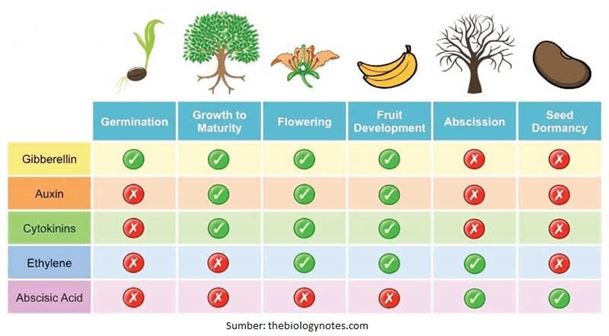 Germination
Growth to
Maturity
Flowering
Fruit
Development
Abscission
Seed
Dormancy
Gibberellin
Auxin
Cytokinins
Ethylene
Abscisic Acid
Sumber: thebiologynotes.com